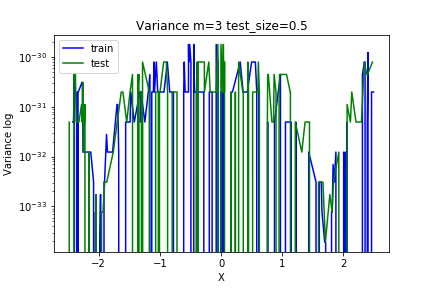 Variance m=3 test_size=0.5
train
test
10⁻³⁰
10⁻³¹
10⁻³²
10⁻³³
Variance log
−2 −1 0 1 2
X